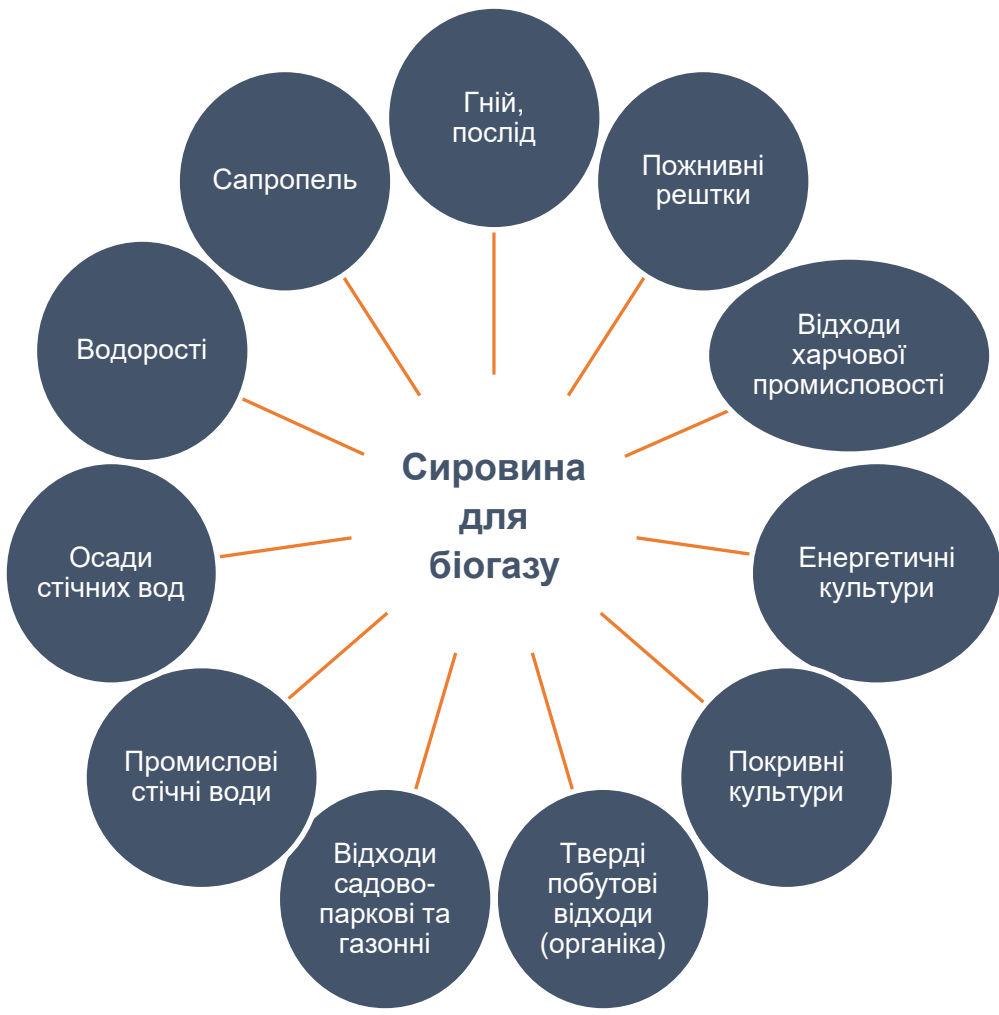 Гній,
послід
Пожнивні
рештки
Відходи
харчової
промисловості
Енергетичні
культури
Покривні
культури
Тверді
побутові
відходи
(органіка)
Відходи
садово-
паркові та
газонні
Промислові
стічні води
Осади
стічних вод
Водорості
Сапропель
Сировина
для
біогазу